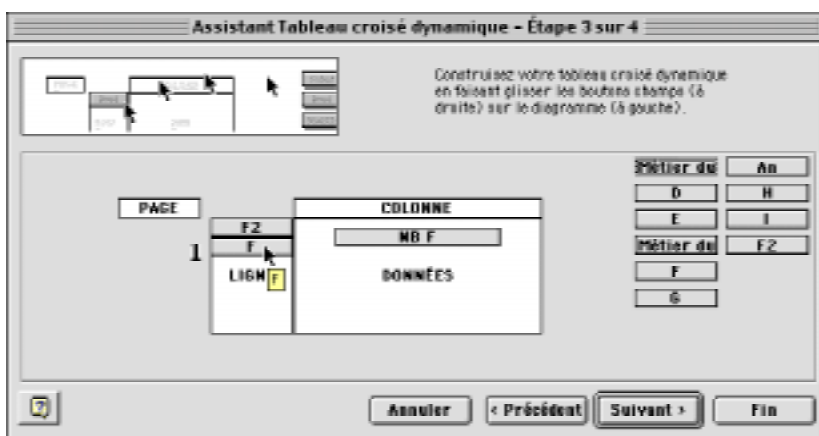 Assistant Tableau croisé dynamique - Étape 3 sur 4
Construisez votre tableau croisé dynamique
en faisant glisser les boutons champs (à
droite) sur le diagramme (à gauche).
Métier du An
D H
E I
Métier du F2
F
G
PAGE
COLONNE
F2
NB F
1 F
LIGN F
DONNÉES
Annuler < Précédent Suivant > Fin